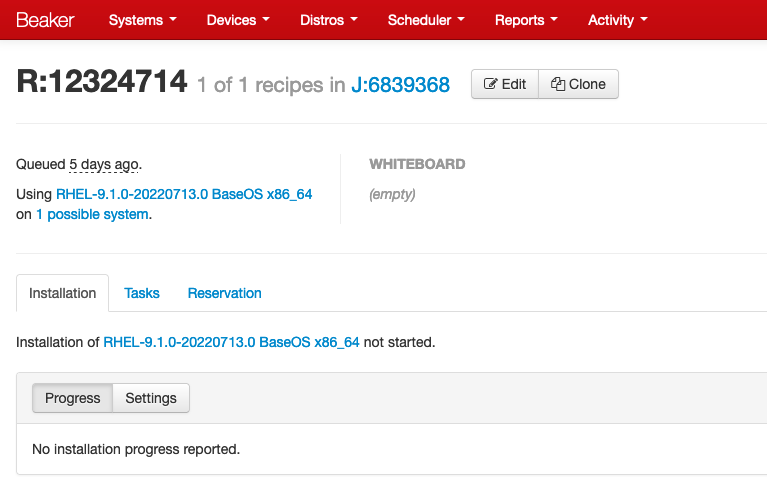 Beaker Systems Devices Distros Scheduler Reports Activity
R:12324714 1 of 1 recipes in J:6839368 Edit Clone
Queued 5 days ago.
WHITEBOARD
Using RHEL-9.1.0-20220713.0 BaseOS x86_64
(empty)
on 1 possible system.
Installation Tasks Reservation
Installation of RHEL-9.1.0-20220713.0 BaseOS x86_64 not started.
Progress Settings
No installation progress reported.